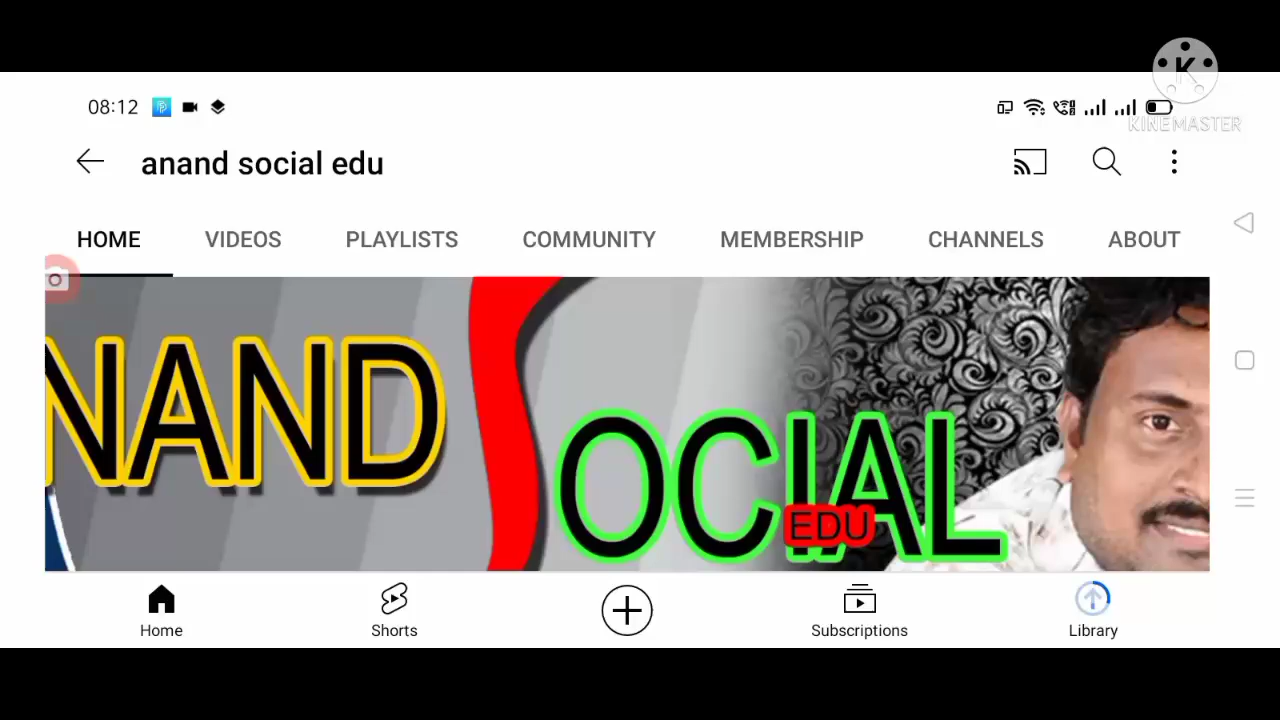 KINEMASTER
08:12
anand social edu
HOME VIDEOS PLAYLISTS COMMUNITY MEMBERSHIP CHANNELS ABOUT
NAND SOCIAL
EDU
Home Shorts Subscriptions Library